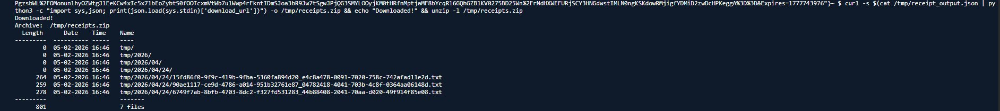 PgzsbWL%2FOMonunlhyOZWtgJlEeKCw4xIc5x71bEoZybtS0fOOTcxmVtWb7ulWwp4rFkntIDmSJoa3bR9Jw7tSgwJPjQG3SMYLOOyjKM0tHRfnMptjaMF8bYcqRl6GQhGZB1KV0275BD25Wn%2FrNdHXWEFURjSCY3HNGdwstIMLN0ngKSKdowRMjigfYDMiD2zwDcHPKeggA%3D%3D&Expires=1777743976"}~ $ curl -s $(cat /tmp/receipt_output.json | py
thon3 -c "import sys,json; print(json.load(sys.stdin)['download_url'])") -o /tmp/receipts.zip && echo "Downloaded!" && unzip -l /tmp/receipts.zip
Downloaded!
Archive:  /tmp/receipts.zip
  Length      Date    Time    Name
---------  ---------- -----   ----
        0  05-02-2026 16:46   tmp/
        0  05-02-2026 16:46   tmp/2026/
        0  05-02-2026 16:46   tmp/2026/04/
        0  05-02-2026 16:46   tmp/2026/04/24/
      264  05-02-2026 16:46   tmp/2026/04/24/15fd86f0-9f9c-419b-9fba-5360fa894d20_e4c8a478-0091-7020-758c-742afad11e2d.txt
      259  05-02-2026 16:46   tmp/2026/04/24/90ae1117-ce9d-4786-a014-951b32761e87_04782418-4041-703b-4c8f-0364aa06148d.txt
      278  05-02-2026 16:46   tmp/2026/04/24/6749f7ab-8bfb-4703-8dc2-f327fd531283_44b88408-2041-70aa-d020-49f914f85e08.txt
---------                     -------
      801                     7 files